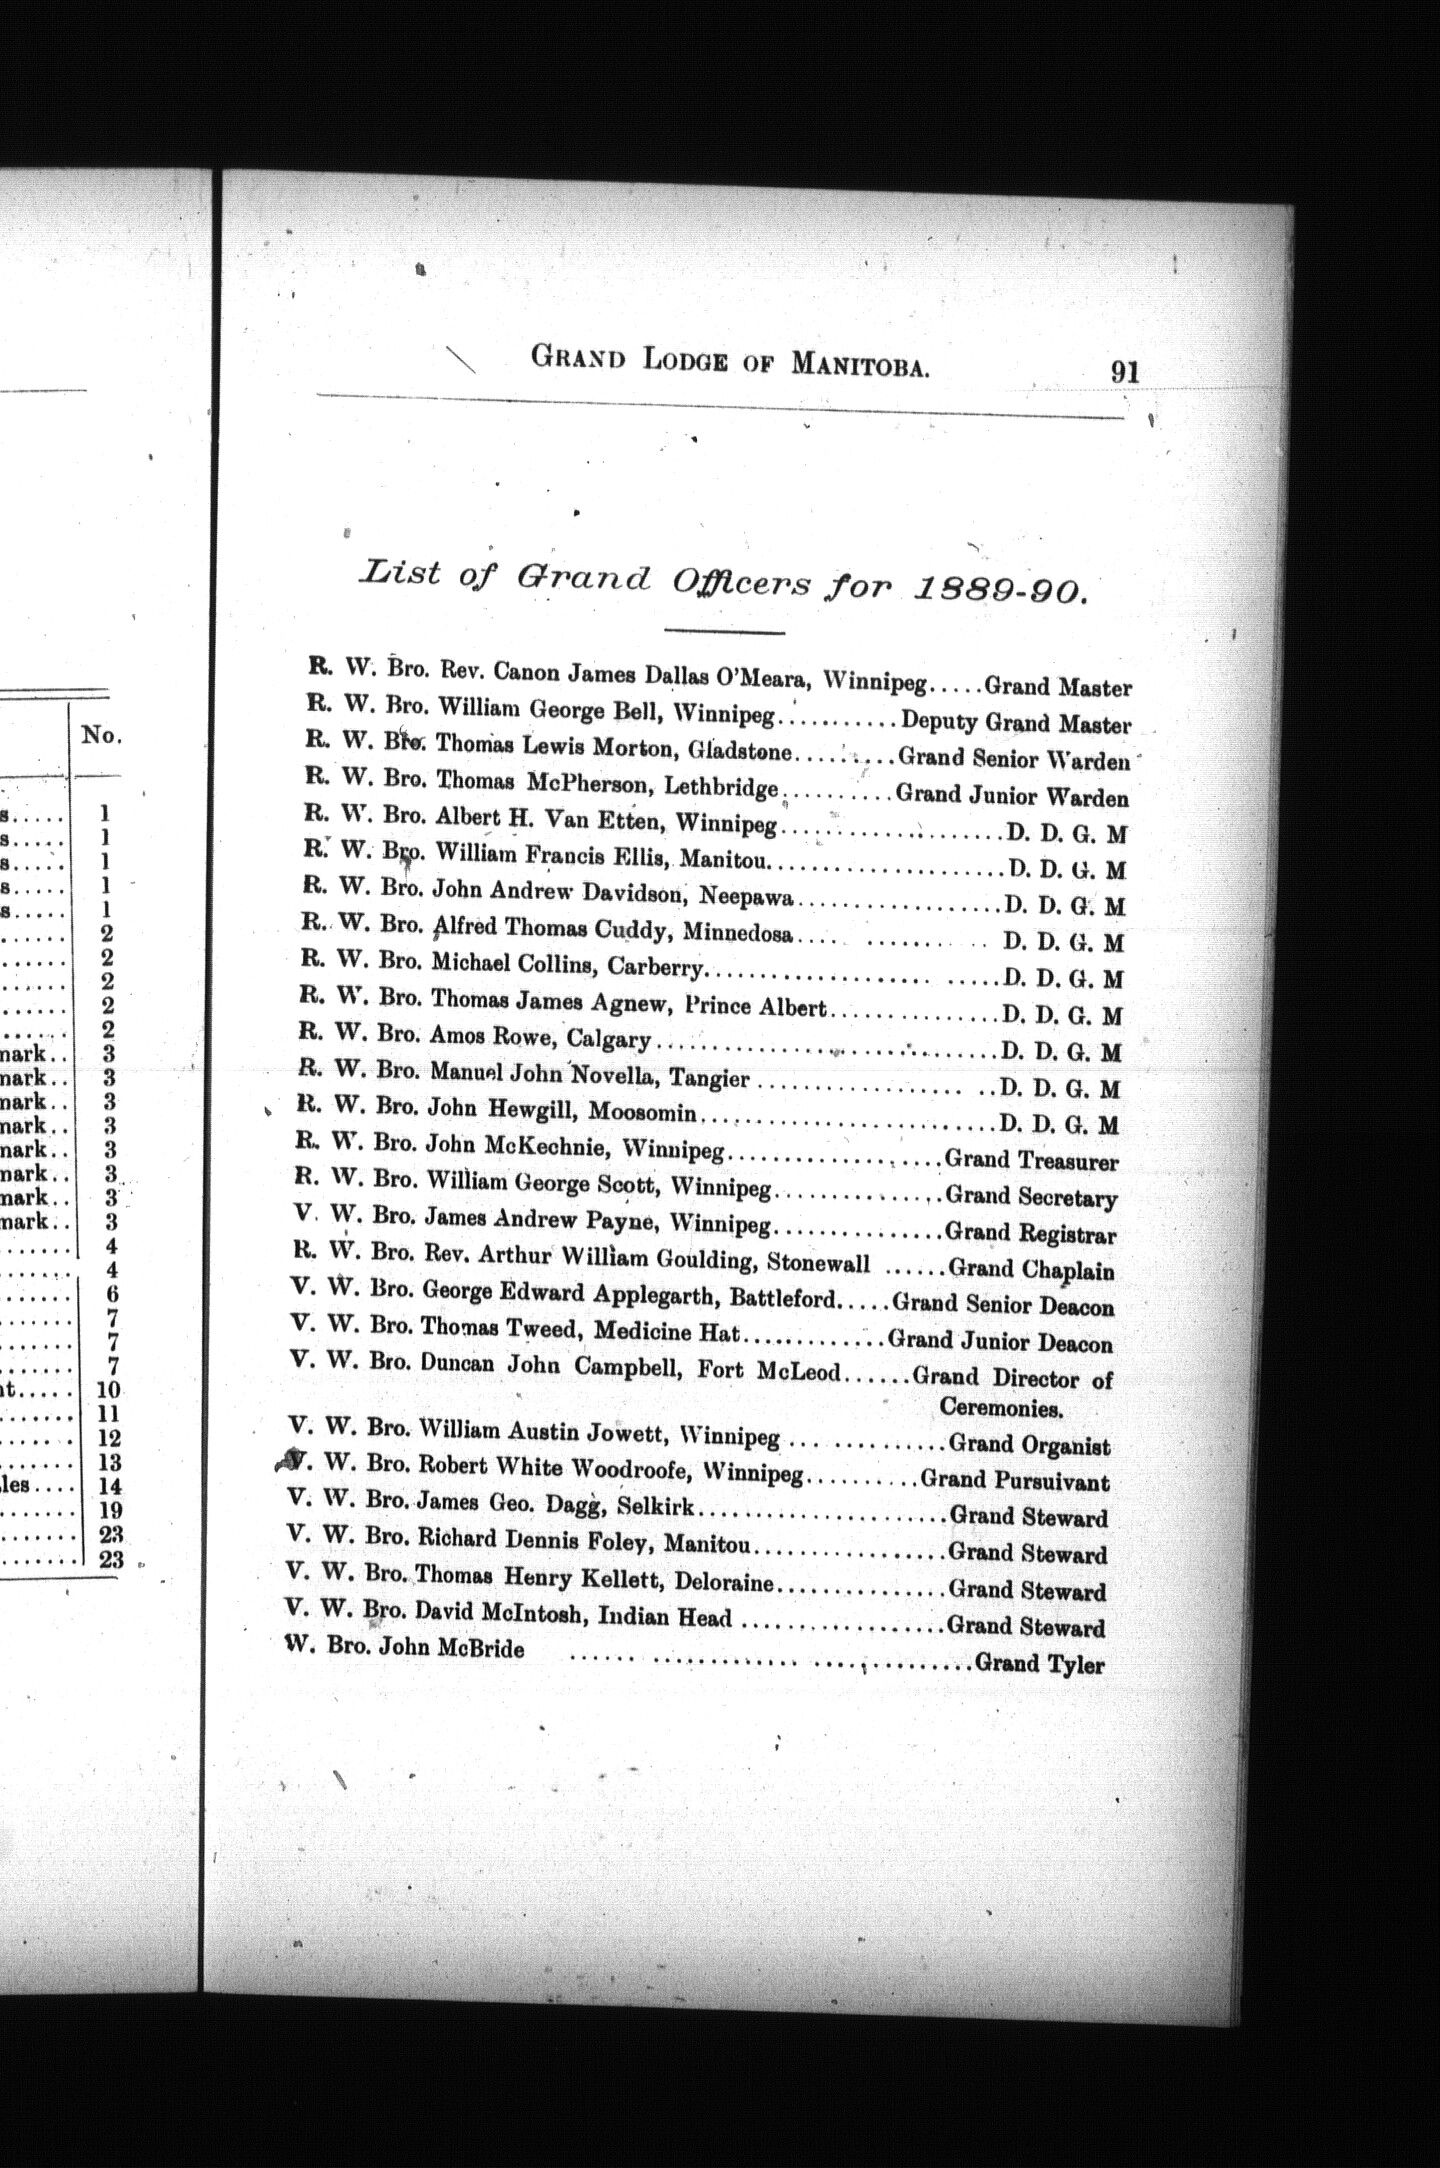 No.
s..... 1
s..... 1
s..... 1
s..... 1
s..... 1
...... 2
...... 2
...... 2
...... 2
...... 2
mark.. 3
mark.. 3
mark.. 3
mark.. 3
mark.. 3
mark.. 3
mark.. 3
mark.. 3
....... 4
....... 4
....... 6
....... 7
....... 7
....... 7
..... 10
....... 11
....... 12
....... 13
les.... 14
....... 19
....... 23
....... 23
GRAND LODGE OF MANITOBA. 91
List of Grand Officers for 1889-90.
R. W. Bro. Rev. Canon James Dallas O'Meara, Winnipeg.....Grand Master
R. W. Bro. William George Bell, Winnipeg...........Deputy Grand Master
R. W. Bro. Thomas Lewis Morton, Gladstone.........Grand Senior Warden
R. W. Bro. Thomas McPherson, Lethbridge..........Grand Junior Warden
R. W. Bro. Albert H. Van Etten, Winnipeg....................D. D. G. M
R. W. Bro. William Francis Ellis, Manitou.....................D. D. G. M
R. W. Bro. John Andrew Davidson, Neepawa..................D. D. G. M
R. W. Bro. Alfred Thomas Cuddy, Minnedosa.... ........... D. D. G. M
R. W. Bro. Michael Collins, Carberry.................... .....D. D. G. M
R. W. Bro. Thomas James Agnew, Prince Albert...............D. D. G. M
R. W. Bro. Amos Rowe, Calgary..............................D. D. G. M
R. W. Bro. Manuel John Novella, Tangier .................. ..D. D. G. M
R. W. Bro. John Hewgill, Moosomin..........................D. D. G. M
R. W. Bro. John McKechnie, Winnipeg...................Grand Treasurer
R. W. Bro. William George Scott, Winnipeg...............Grand Secretary
V. W. Bro. James Andrew Payne, Winnipeg...............Grand Registrar
R. W. Bro. Rev. Arthur William Goulding, Stonewall ......Grand Chaplain
V. W. Bro. George Edward Applegarth, Battleford.....Grand Senior Deacon
V. W. Bro. Thomas Tweed, Medicine Hat.............Grand Junior Deacon
V. W. Bro. Duncan John Campbell, Fort McLeod......Grand Director of
Ceremonies.
V. W. Bro. William Austin Jowett, Winnipeg ... ..........Grand Organist
V. W. Bro. Robert White Woodroofe, Winnipeg..........Grand Pursuivant
V. W. Bro. James Geo. Dagg, Selkirk......................Grand Steward
V. W. Bro. Richard Dennis Foley, Manitou.................Grand Steward
V. W. Bro. Thomas Henry Kellett, Deloraine...............Grand Steward
V. W. Bro. David McIntosh, Indian Head ..................Grand Steward
W. Bro. John McBride ...... ............. ..............Grand Tyler